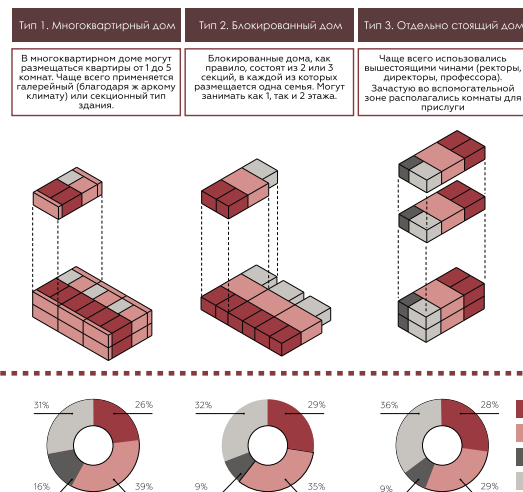 Тип 1. Многоквартирный дом
В многоквартирном доме могут
размещаться квартиры от 1 до 5
комнат. Чаще всего применяется
галерейный (благодаря ж аркому
климату) или секционный тип
здания.
Тип 2. Блокированный дом
Блокированные дома, как
правило, состоят из 2 или 3
секций, в каждой из которых
размещается одна семья. Могут
занимать как 1, так и 2 этажа.
Тип 3. Отдельно стоящий дом
Чаще всего испоьзовались
вышестоящими чинами (ректоры,
директоры, профессора).
Зачастую во вспомогательной
зоне располагались комнаты для
прислуги
31%
26%
16%
39%
32%
29%
9%
35%
36%
28%
9%
29%